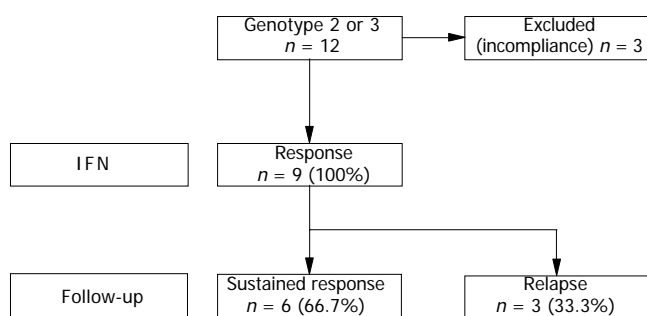 Genotype 2 or 3
n = 12
Excluded
(incompliance) n = 3
IFN
Response
n = 9 (100%)
Follow-up
Sustained response
n = 6 (66.7%)
Relapse
n = 3 (33.3%)